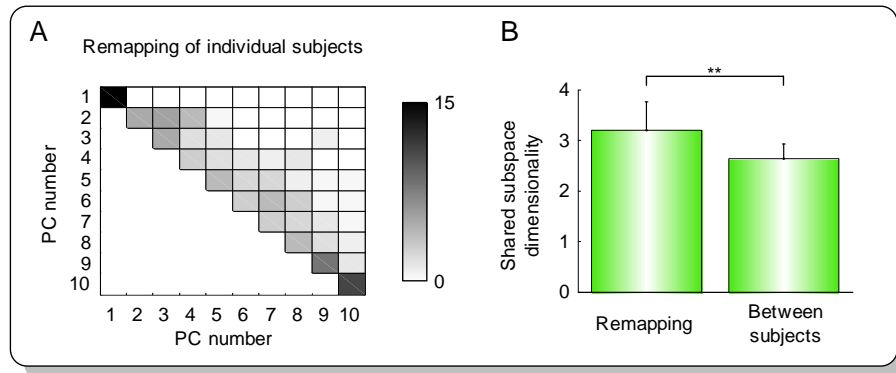 A
Remapping of individual subjects
PC number
1
2
3
4
5
6
7
8
9
10
1 2 3 4 5 6 7 8 9 10
PC number
15
0
B
**
Shared subspace
dimensionality
4
3
2
1
0
Remapping
Between
subjects